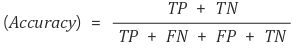 (Accuracy) = TP + TN / TP + FN + FP + TN